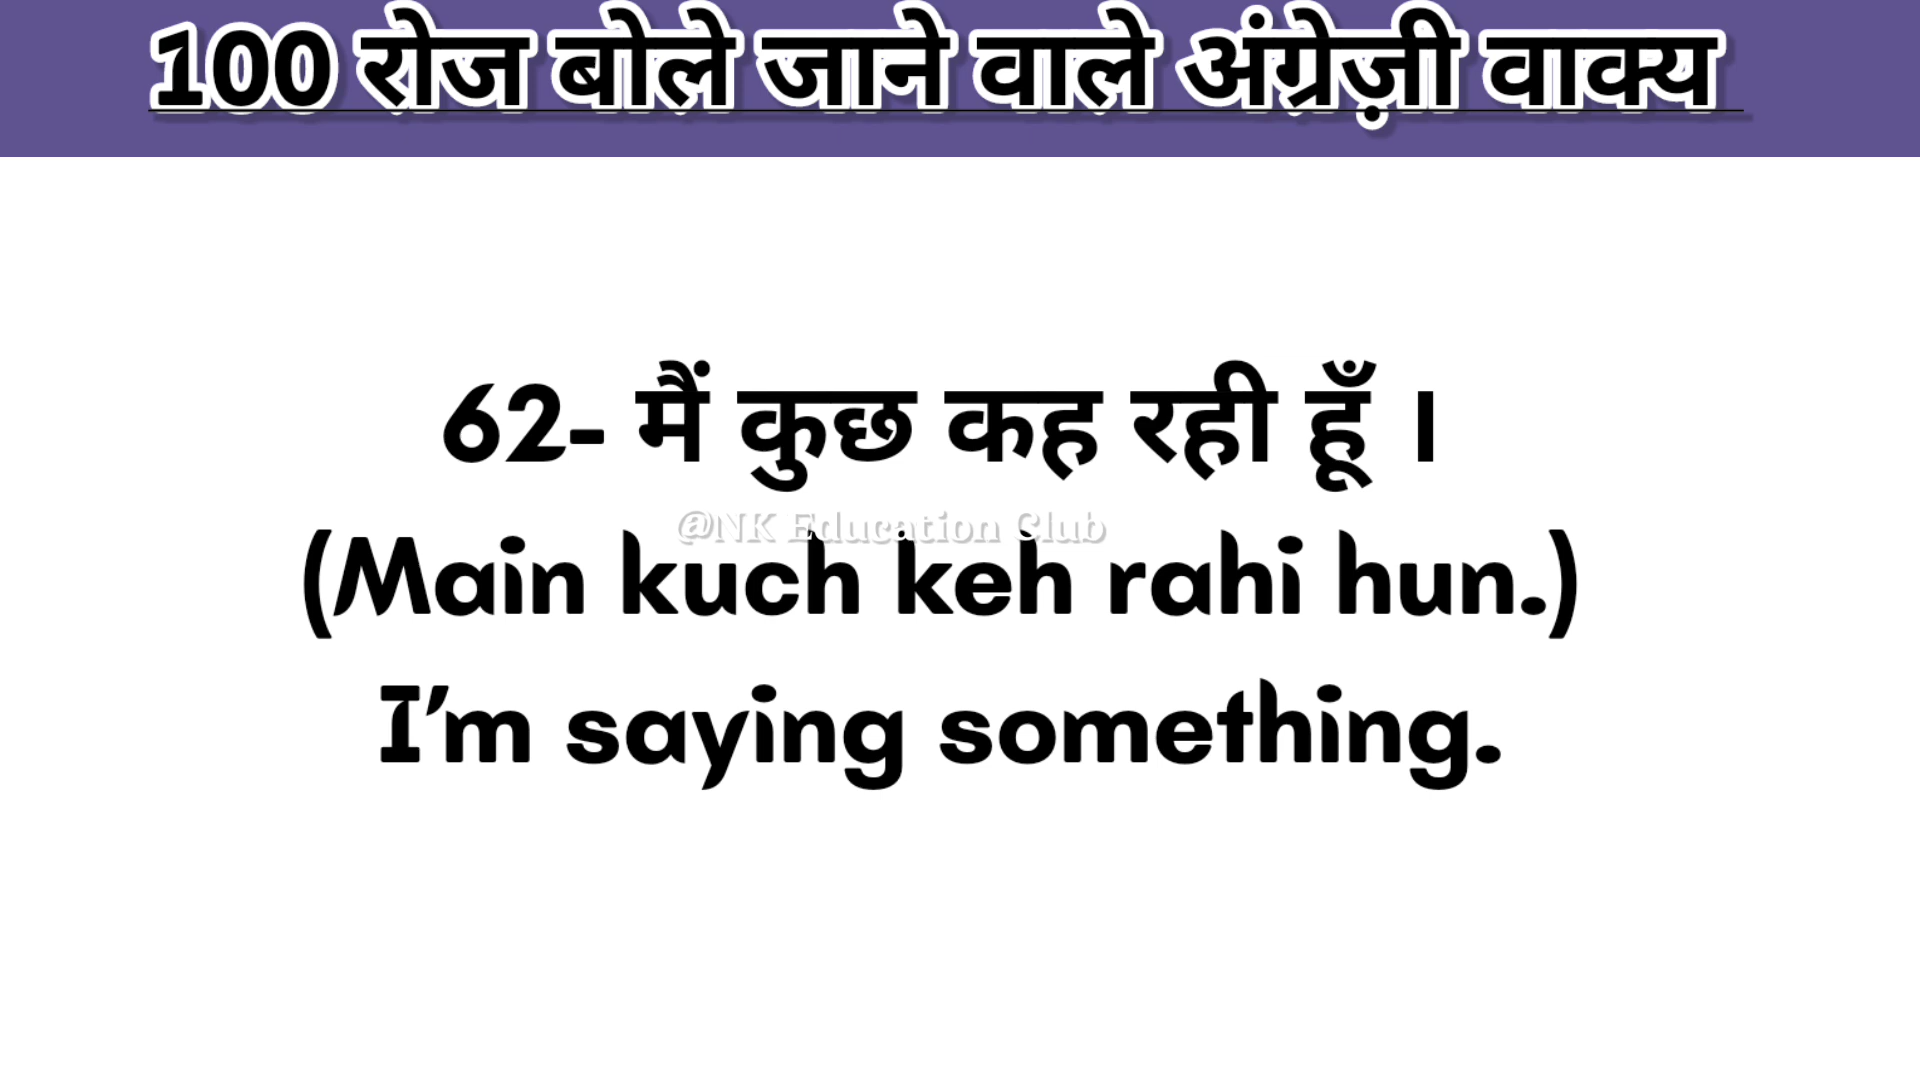 100 रोज बोले जाने वाले अंग्रेज़ी वाक्य
62- मैं कुछ कह रही हूँ ।
@NK Education Club
(Main kuch keh rahi hun.)
I'm saying something.